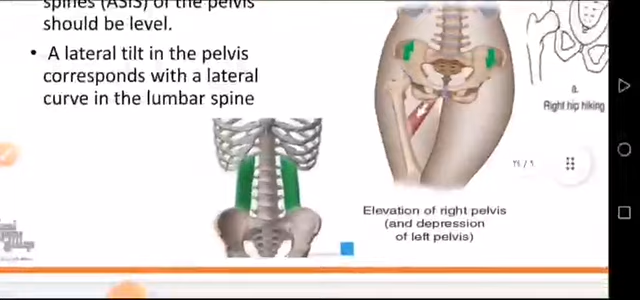 spines (ASIS) of the pelvis
should be level.
• A lateral tilt in the pelvis
corresponds with a lateral
curve in the lumbar spine
a.
Right hip hiking
Elevation of right pelvis
(and depression
of left pelvis)